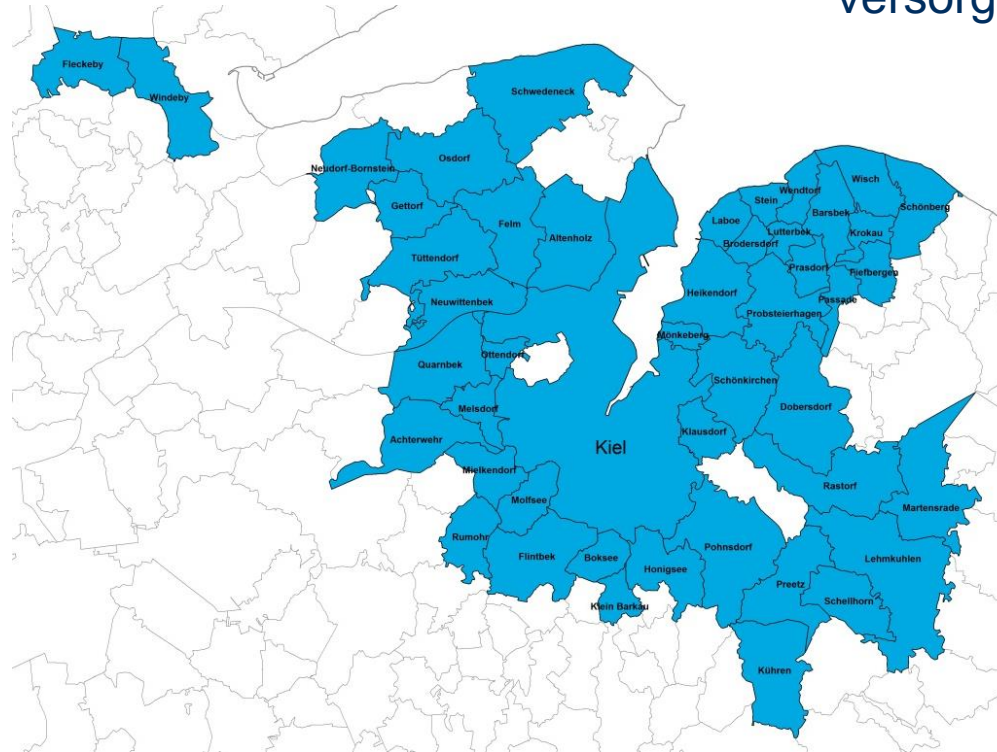 versorg
Fleckeby
Windeby
Schwedeneck
Neudorf-Bornstein
Osdorf
Gettorf
Felm
Altenholz
Tüttendorf
Neuwittenbek
Ottendorf
Quarnbek
Melsdorf
Achterwehr
Mielkendorf
Molfsee
Rumohr
Flintbek
Boksee
Klein Barkau
Honigsee
Pohnsdorf
Kiel
Laboe
Stein
Wendtorf
Wisch
Barsbek
Schönberg
Lutterbek
Krokau
Brodersdorf
Prasdorf
Fiefbergen
Heikendorf
Passade
Probsteierhagen
Mönkeberg
Schönkirchen
Dobersdorf
Klausdorf
Rastorf
Martensrade
Lehmkuhlen
Preetz
Schellhorn
Kühren